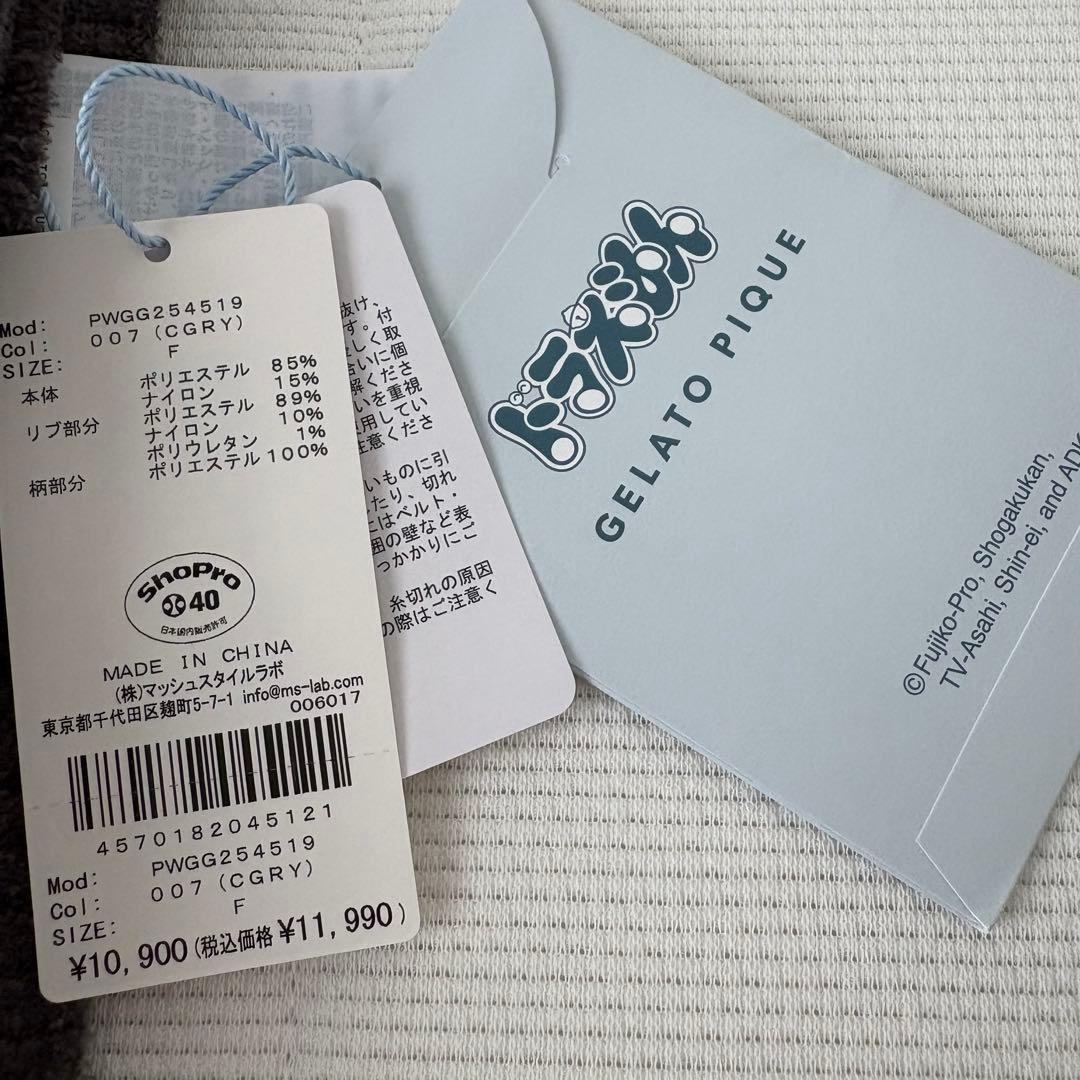 Mod: PWGG254519
Col: 007 (CGRY)
SIZE: F
本体 ポリエステル 85%
ナイロン 15%
リブ部分 ポリエステル 89%
ナイロン 10%
ポリウレタン 1%
柄部分 ポリエステル 100%
ShoPro
40
日本国内販売許可
MADE IN CHINA
(株)マッシュスタイルラボ
東京都千代田区麹町5-7-1 info@ms-lab.com
006017
4570182045121
Mod: PWGG254519
Col: 007 (CGRY)
SIZE: F
¥10,900(税込価格¥11,990)
抜け、
す。付
しく取
合いに個
解くださ
いを重視
使用してい
注意くださ
いものに引
たり、切れ
にはベルト・
囲の壁など表
っかかりにご
糸切れの原因
の際はご注意く
ドラえもん
GELATO PIQUE
©Fujiko-Pro, Shogakukan,
TV-Asahi, Shin-ei, and ADK